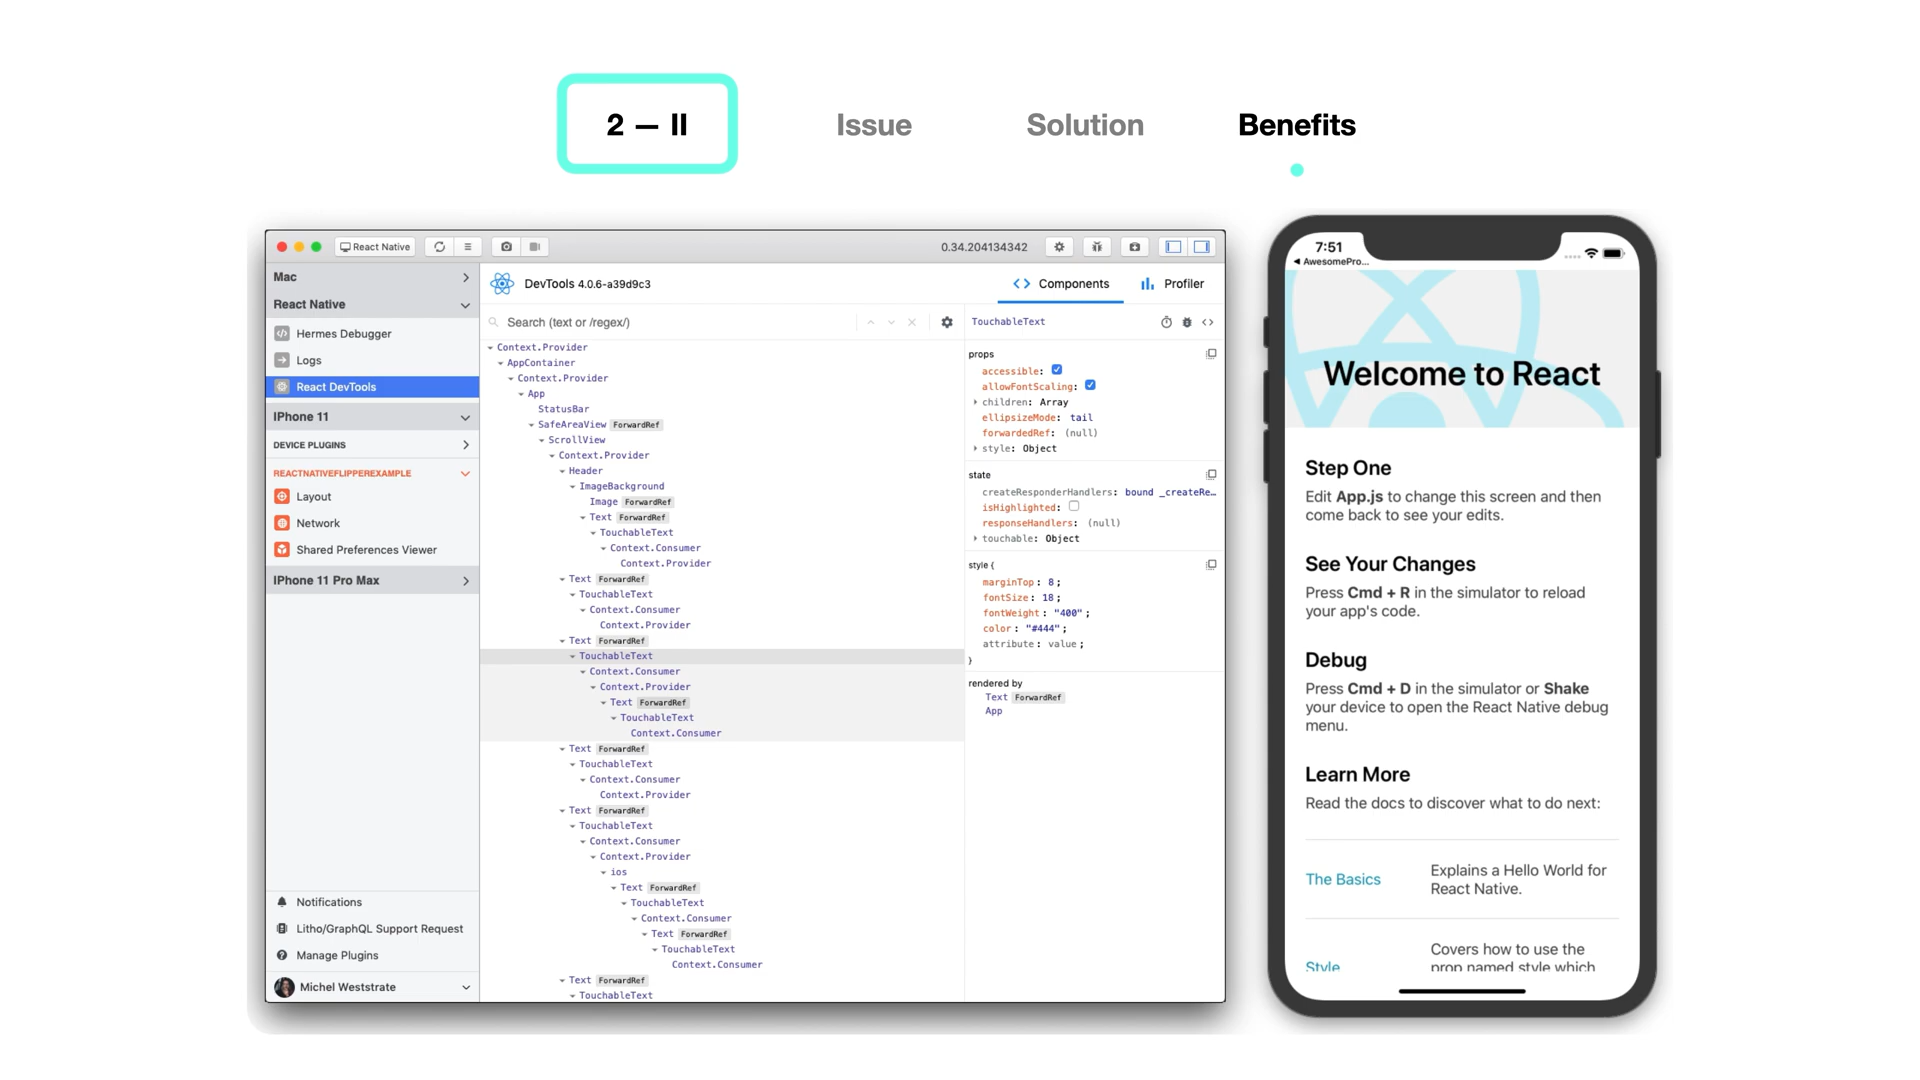 2 — II
Issue
Solution
Benefits
React Native
0.34.204134342
Mac
React Native
Hermes Debugger
Logs
React DevTools
IPhone 11
DEVICE PLUGINS
REACTNATIVEFLIPPEREXAMPLE
Layout
Network
Shared Preferences Viewer
IPhone 11 Pro Max
Notifications
Litho/GraphQL Support Request
Manage Plugins
Michel Weststrate
DevTools 4.0.6-a39d9c3
Components
Profiler
Search (text or /regex/)
Context.Provider
AppContainer
Context.Provider
App
StatusBar
SafeAreaView ForwardRef
ScrollView
Context.Provider
Header
ImageBackground
Image ForwardRef
Text ForwardRef
TouchableText
Context.Consumer
Context.Provider
Text ForwardRef
TouchableText
Context.Consumer
Context.Provider
Text ForwardRef
TouchableText
Context.Consumer
Context.Provider
Text ForwardRef
TouchableText
Context.Consumer
Text ForwardRef
TouchableText
Context.Consumer
Context.Provider
Text ForwardRef
TouchableText
Context.Consumer
Context.Provider
ios
Text ForwardRef
TouchableText
Context.Consumer
Text ForwardRef
TouchableText
Context.Consumer
Text ForwardRef
TouchableText
TouchableText
props
accessible:
allowFontScaling:
children: Array
ellipsizeMode: tail
forwardedRef: (null)
style: Object
state
createResponderHandlers: bound _createRe…
isHighlighted:
responseHandlers: (null)
touchable: Object
style {
marginTop: 8;
fontSize: 18;
fontWeight: "400";
color: "#444";
attribute: value;
}
rendered by
Text ForwardRef
App
7:51
AwesomePro...
Welcome to React
Step One
Edit App.js to change this screen and then
come back to see your edits.
See Your Changes
Press Cmd + R in the simulator to reload
your app's code.
Debug
Press Cmd + D in the simulator or Shake
your device to open the React Native debug
menu.
Learn More
Read the docs to discover what to do next:
The Basics
Explains a Hello World for
React Native.
Style
Covers how to use the
prop named style which